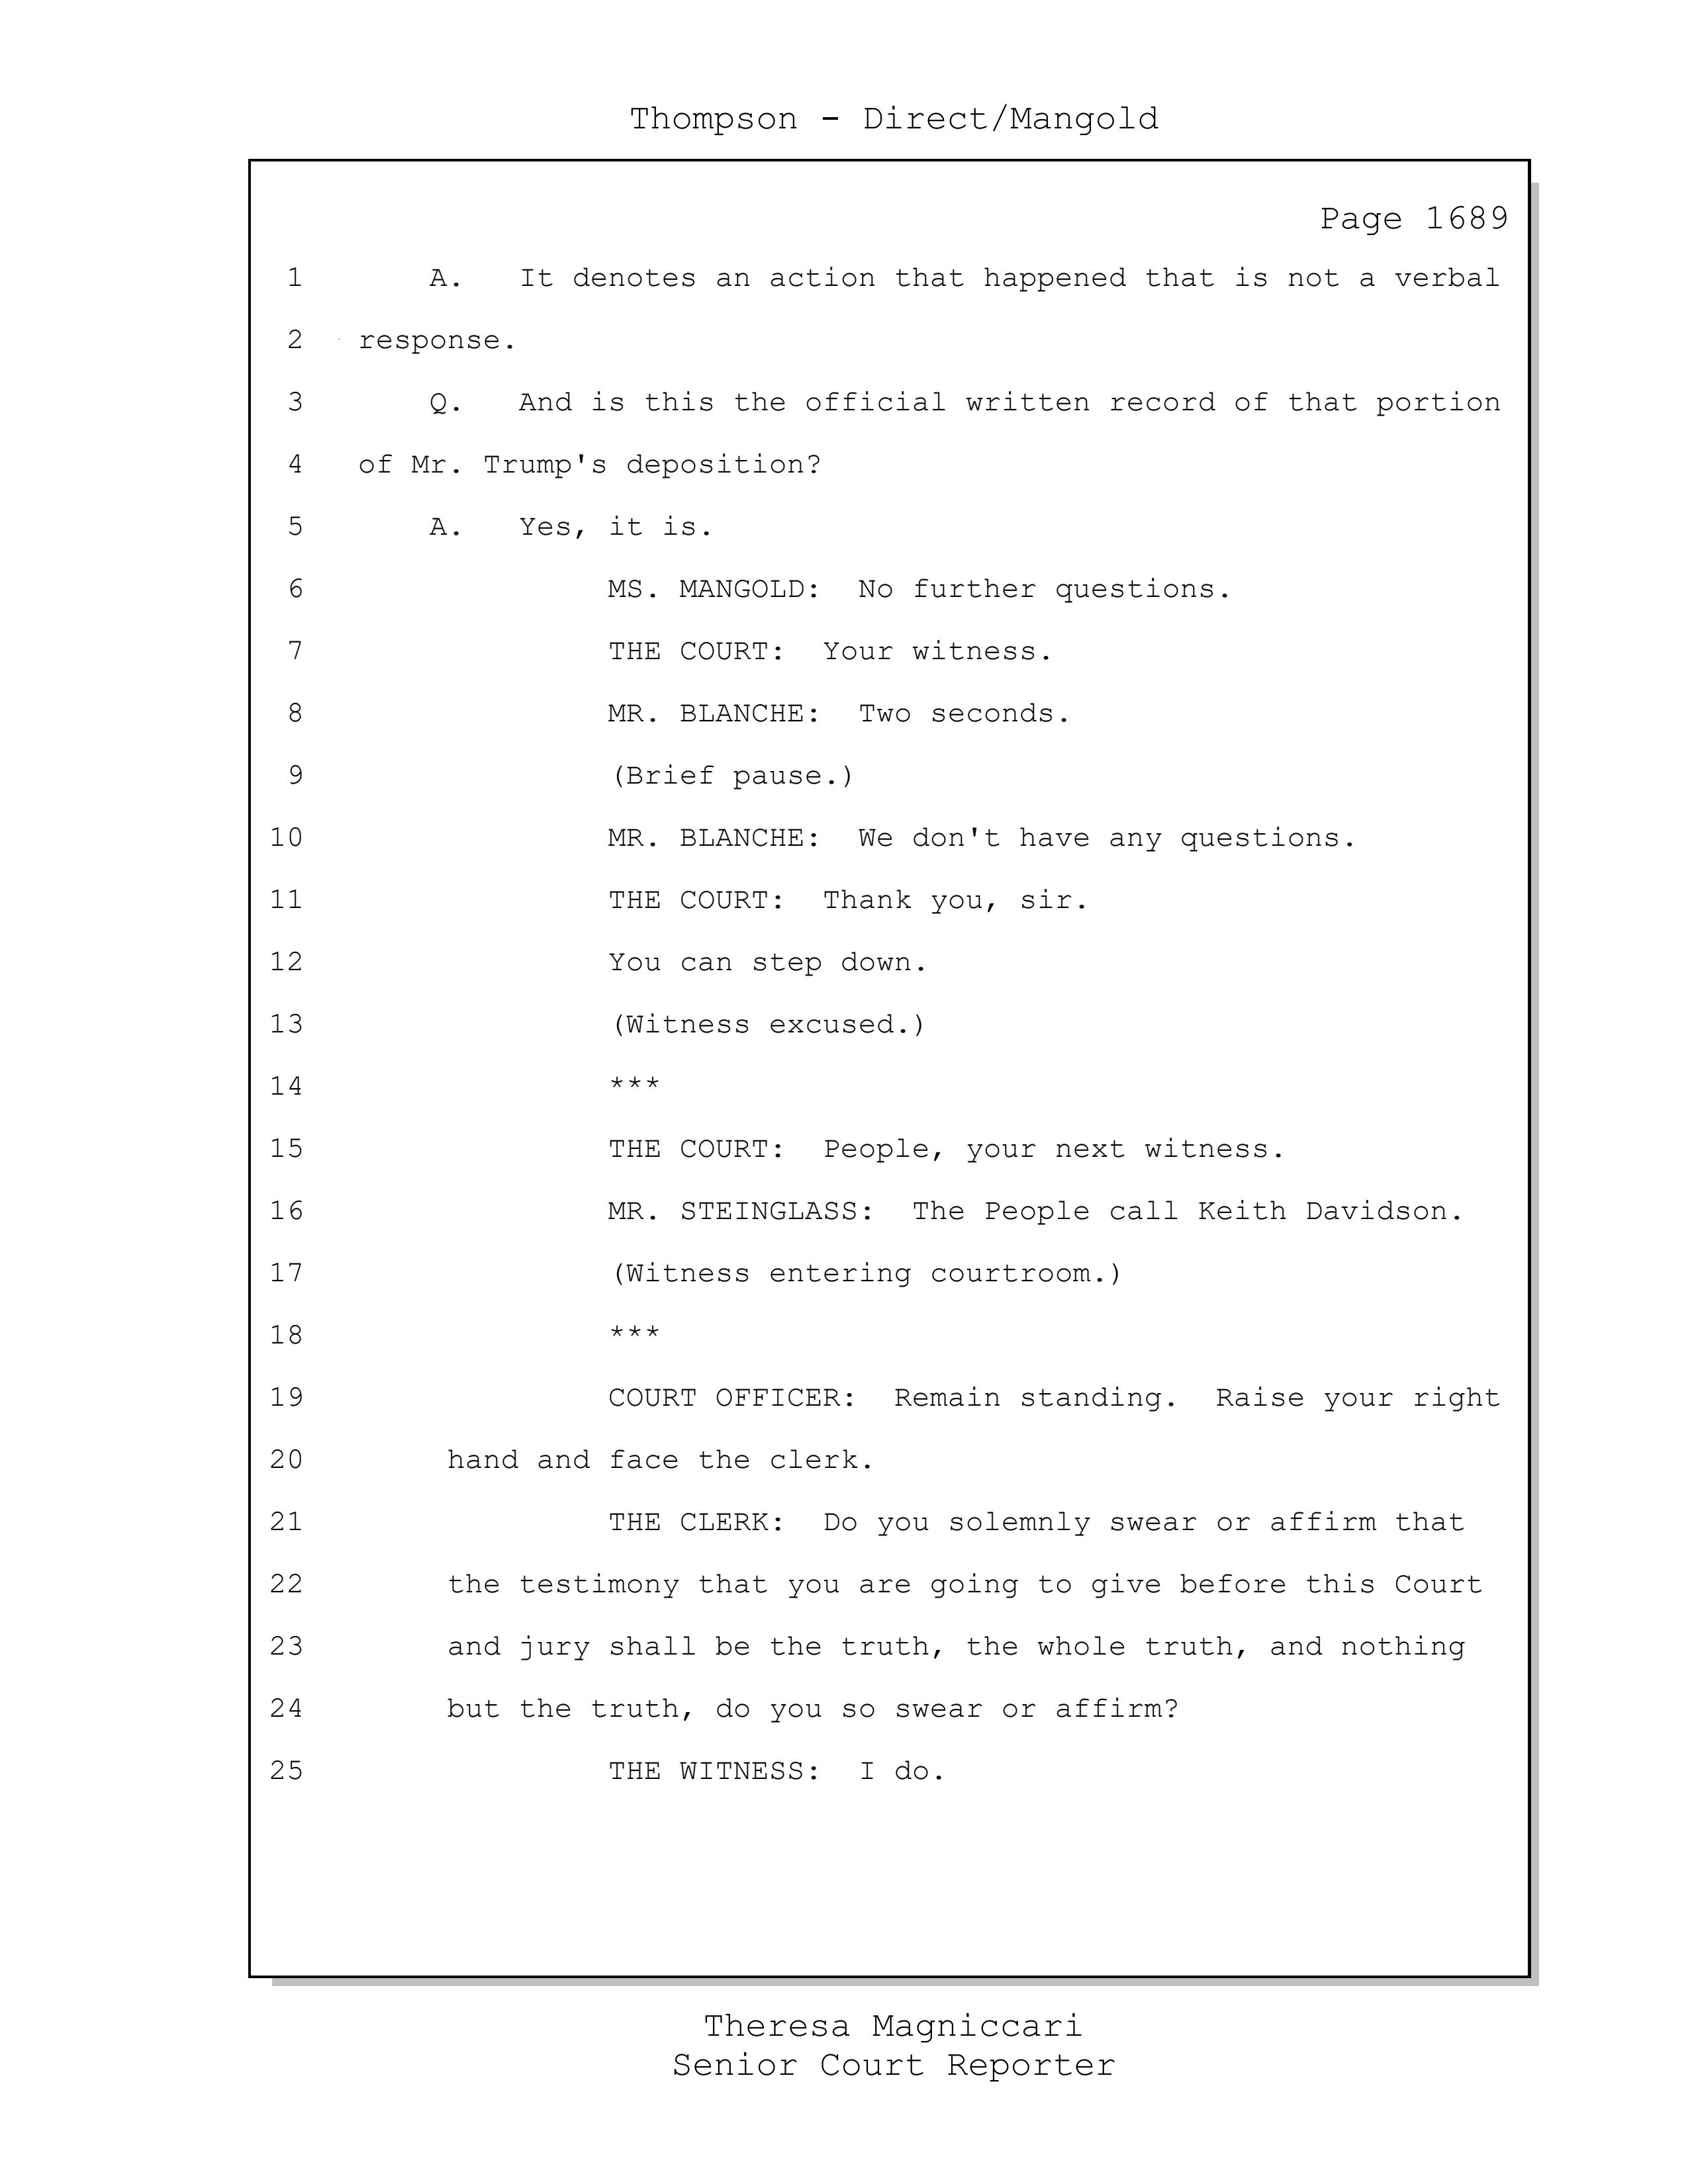 Thompson - Direct/Mangold
Page 1689
1 A. It denotes an action that happened that is not a verbal
2 response.
3 Q. And is this the official written record of that portion
4 of Mr. Trump's deposition?
5 A. Yes, it is.
6 MS. MANGOLD: No further questions.
7 THE COURT: Your witness.
8 MR. BLANCHE: Two seconds.
9 (Brief pause.)
10 MR. BLANCHE: We don't have any questions.
11 THE COURT: Thank you, sir.
12 You can step down.
13 (Witness excused.)
14 ***
15 THE COURT: People, your next witness.
16 MR. STEINGLASS: The People call Keith Davidson.
17 (Witness entering courtroom.)
18 ***
19 COURT OFFICER: Remain standing. Raise your right
20 hand and face the clerk.
21 THE CLERK: Do you solemnly swear or affirm that
22 the testimony that you are going to give before this Court
23 and jury shall be the truth, the whole truth, and nothing
24 but the truth, do you so swear or affirm?
25 THE WITNESS: I do.
Theresa Magniccari
Senior Court Reporter